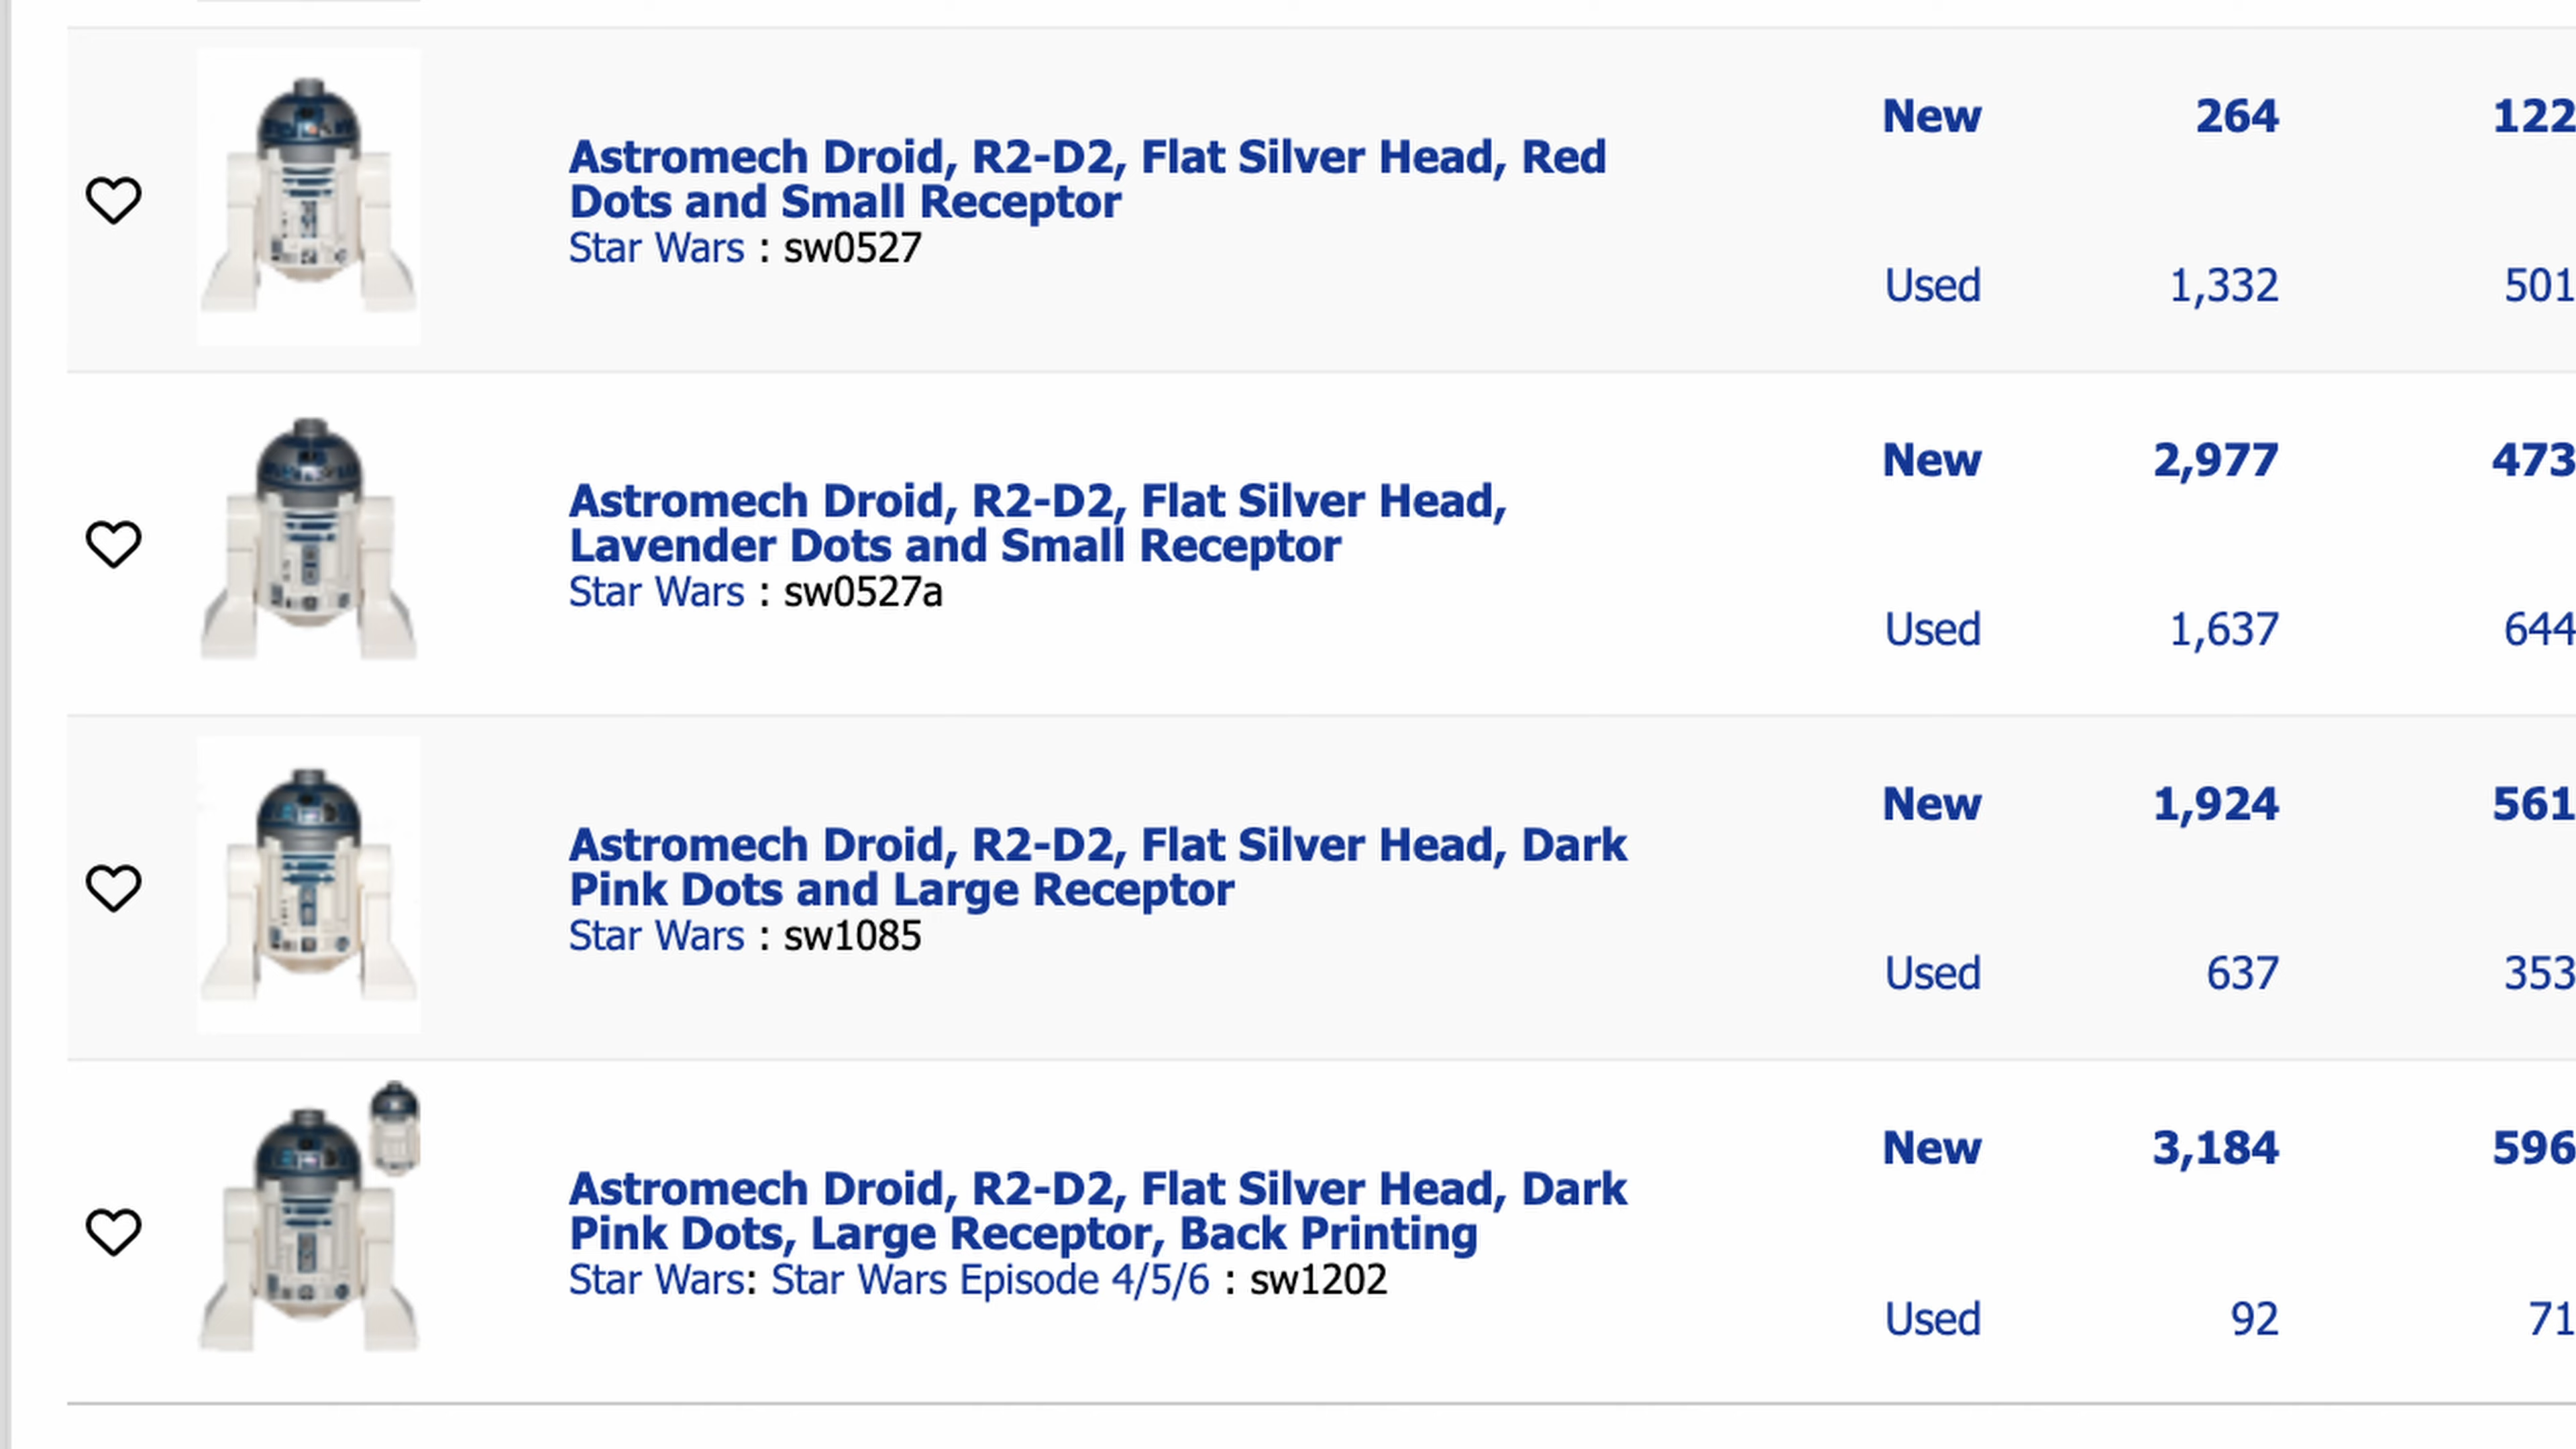 New 264 122
Astromech Droid, R2-D2, Flat Silver Head, Red
Dots and Small Receptor
Star Wars : sw0527
Used 1,332 501
New 2,977 473
Astromech Droid, R2-D2, Flat Silver Head,
Lavender Dots and Small Receptor
Star Wars : sw0527a
Used 1,637 644
New 1,924 561
Astromech Droid, R2-D2, Flat Silver Head, Dark
Pink Dots and Large Receptor
Star Wars : sw1085
Used 637 353
New 3,184 596
Astromech Droid, R2-D2, Flat Silver Head, Dark
Pink Dots, Large Receptor, Back Printing
Star Wars: Star Wars Episode 4/5/6 : sw1202
Used 92 71